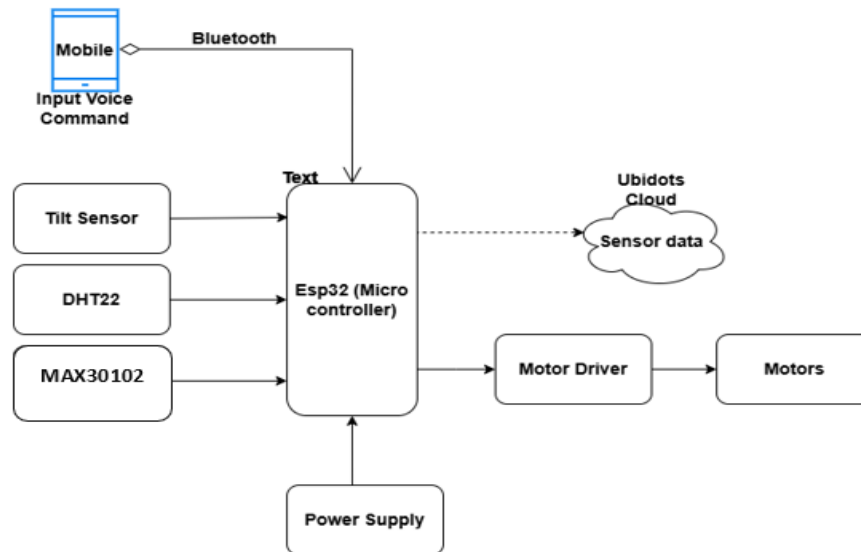 Mobile
Bluetooth
Input Voice
Command
Text
Ubidots
Cloud
Tilt Sensor
Sensor data
DHT22
Esp32 (Micro
controller)
MAX30102
Motor Driver
Motors
Power Supply